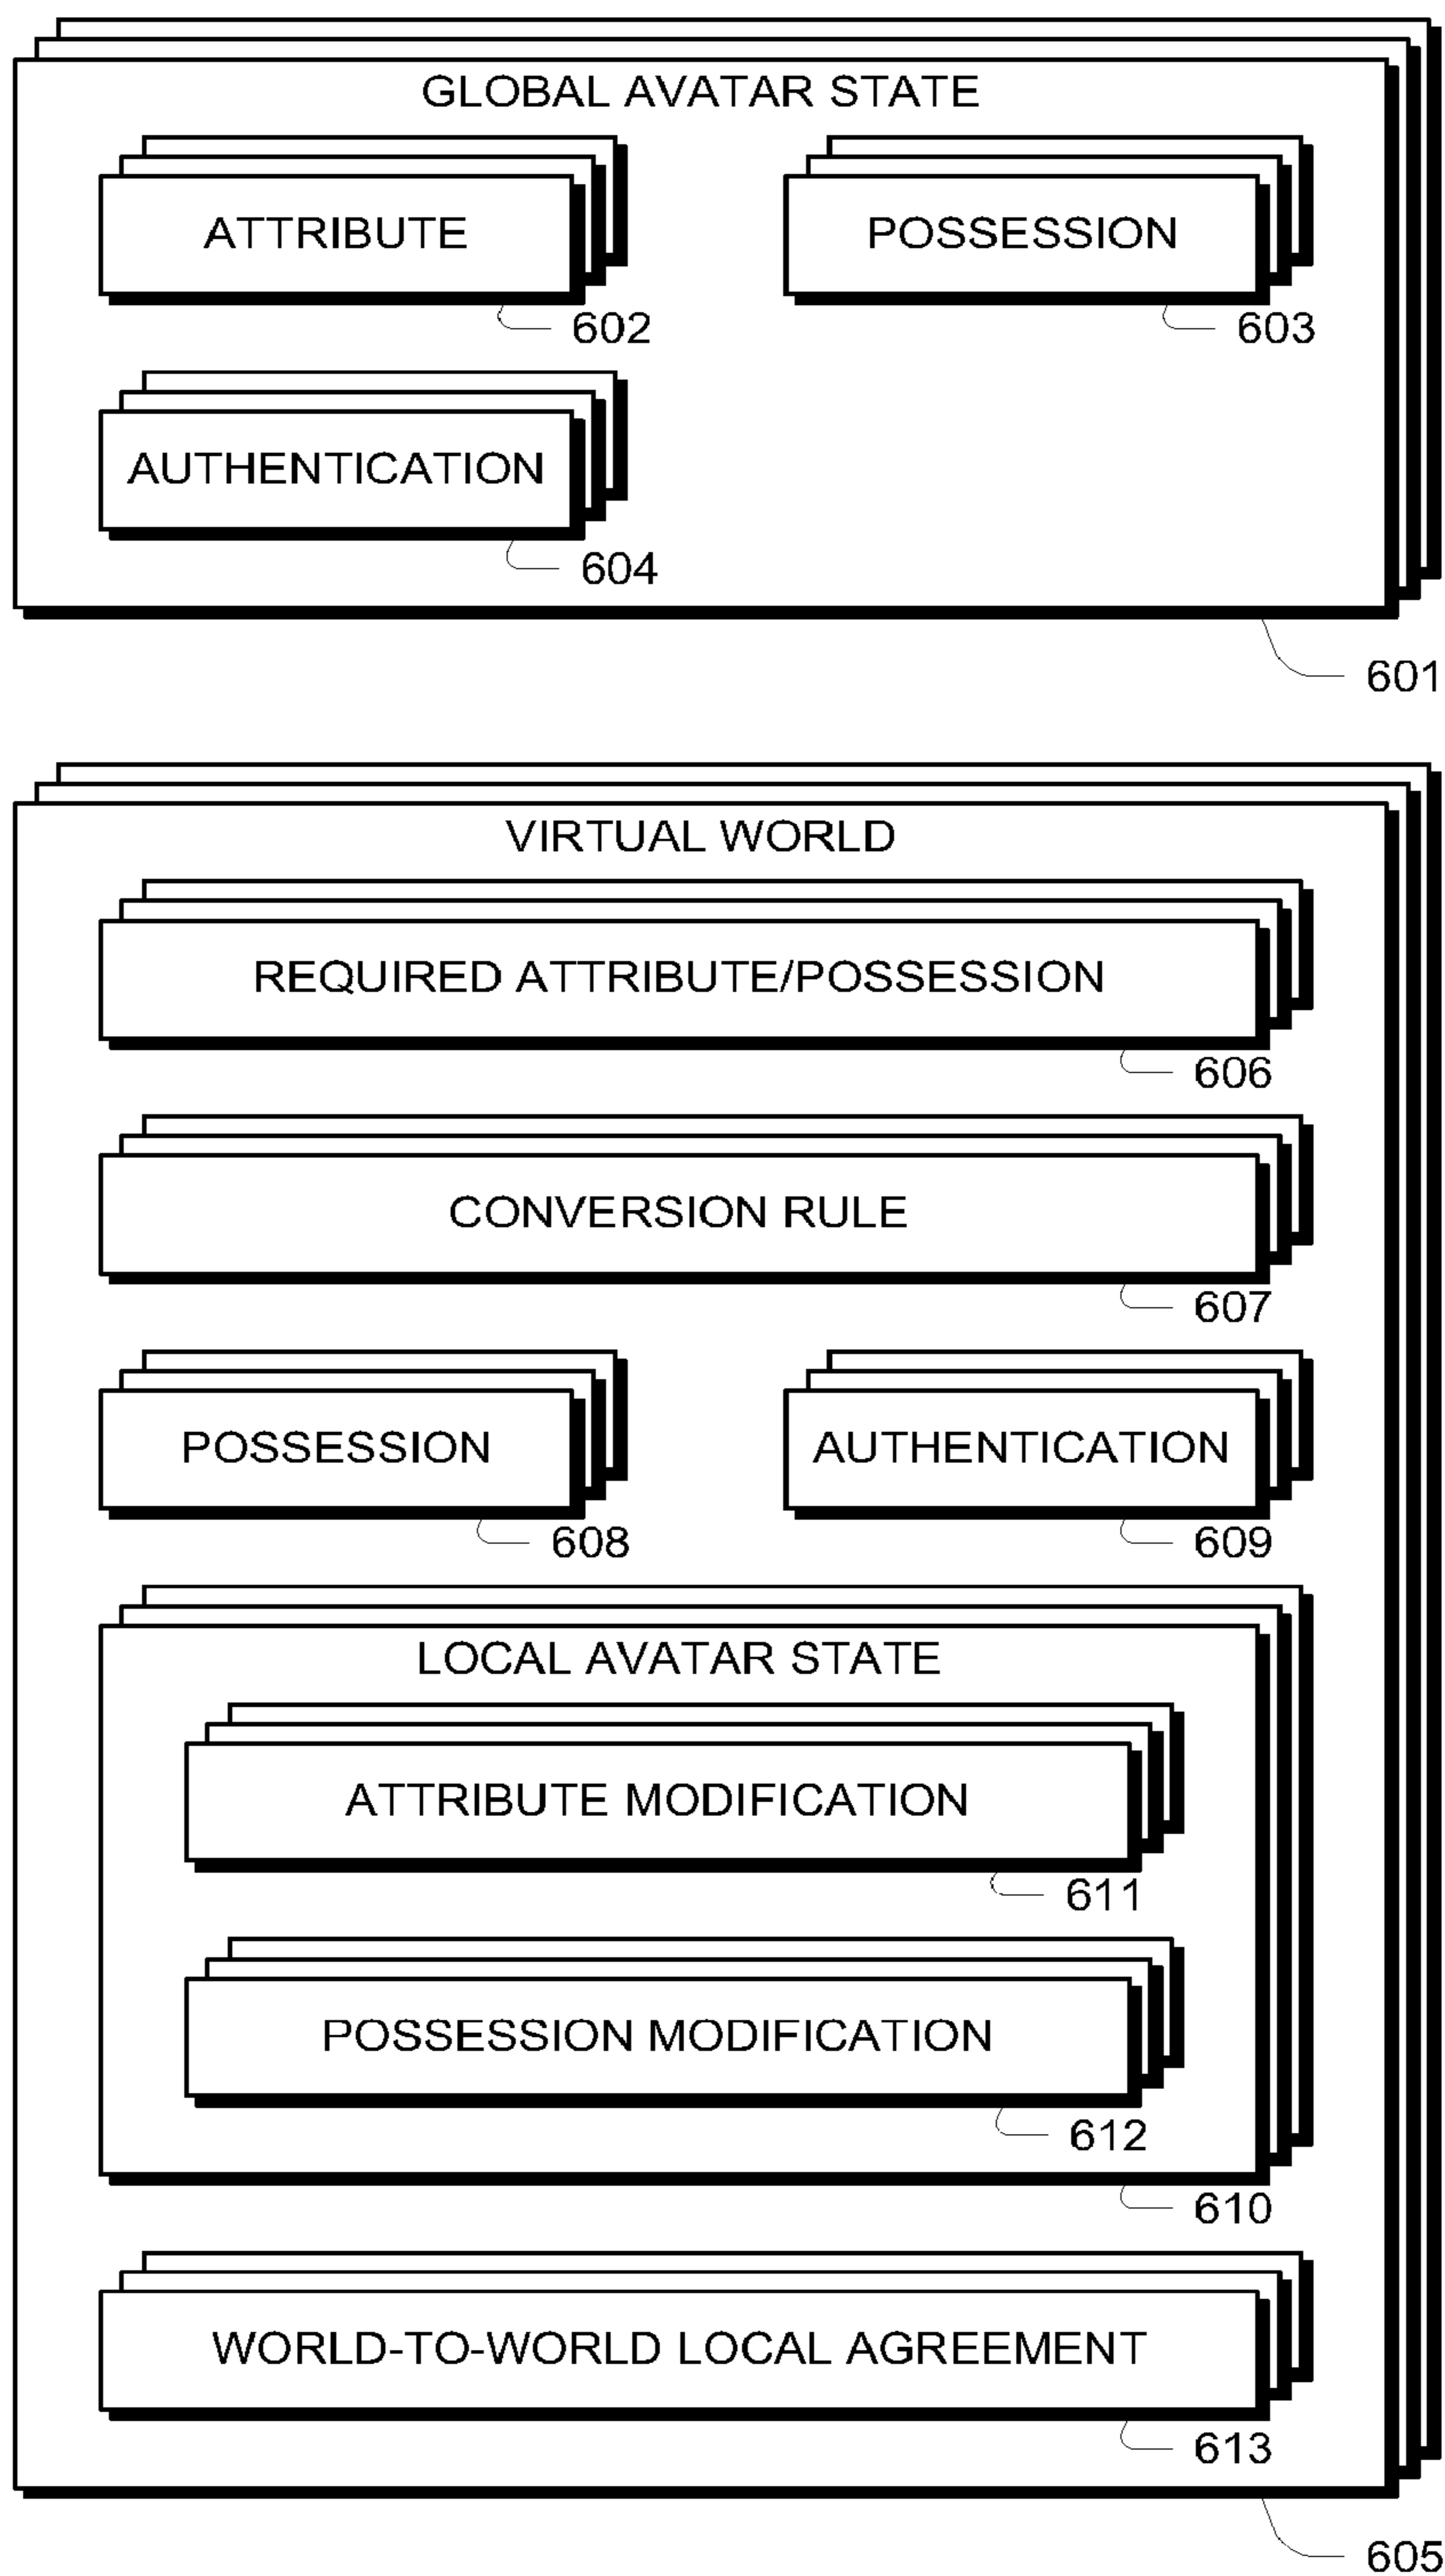 GLOBAL AVATAR STATE
ATTRIBUTE
POSSESSION
602
603
AUTHENTICATION
604
601
VIRTUAL WORLD
REQUIRED ATTRIBUTE/POSSESSION
606
CONVERSION RULE
607
POSSESSION
AUTHENTICATION
608
609
LOCAL AVATAR STATE
ATTRIBUTE MODIFICATION
611
POSSESSION MODIFICATION
612
610
WORLD-TO-WORLD LOCAL AGREEMENT
613
605